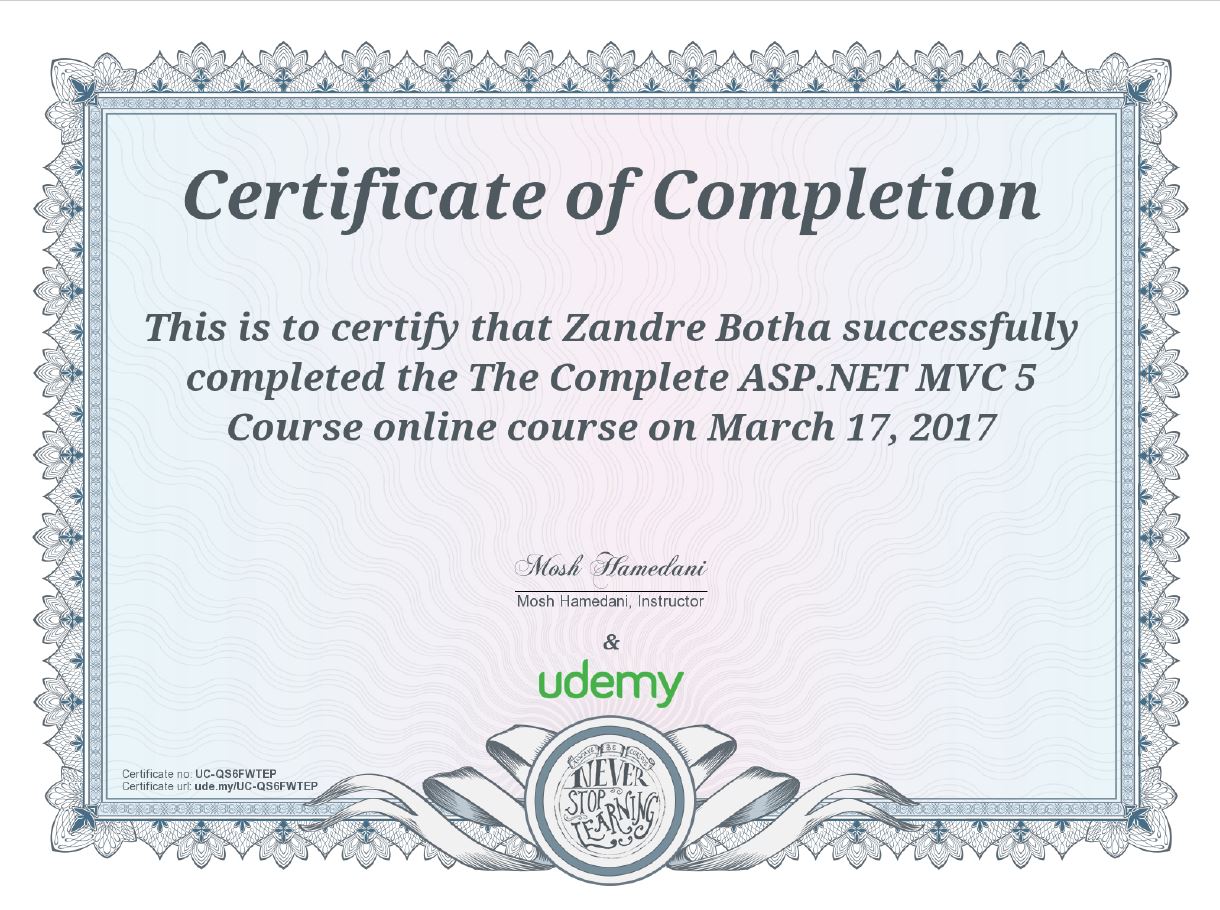 Certificate of Completion
This is to certify that Zandre Botha successfully
completed the The Complete ASP.NET MVC 5
Course online course on March 17, 2017
Mosh Hamedani
Mosh Hamedani, Instructor
&
udemy
NEVER
STOP
LEARNING
Certificate no: UC-QS6FWTEP
Certificate url: ude.my/UC-QS6FWTEP